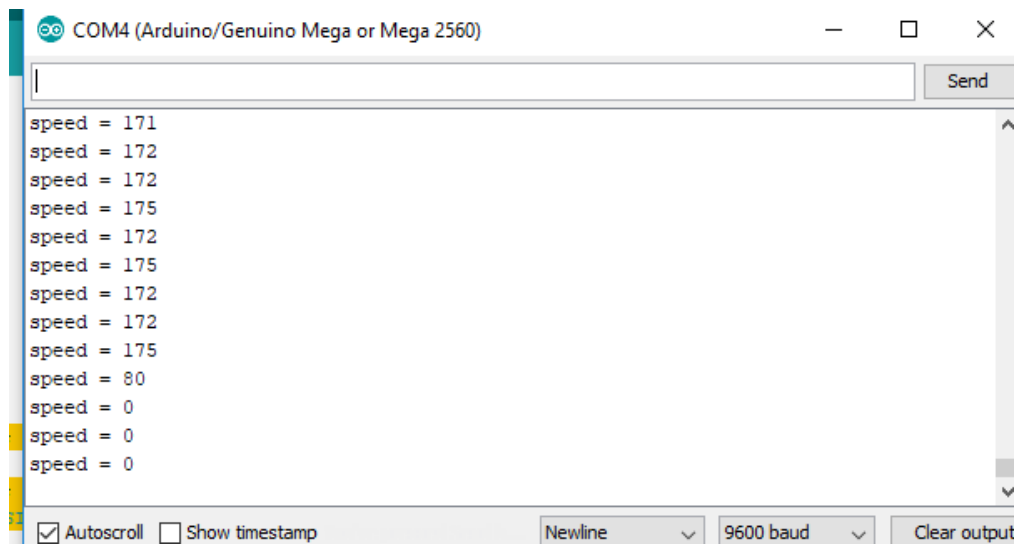 COM4 (Arduino/Genuino Mega or Mega 2560)
Send
speed = 171
speed = 172
speed = 172
speed = 175
speed = 172
speed = 175
speed = 172
speed = 172
speed = 175
speed = 80
speed = 0
speed = 0
speed = 0
Autoscroll Show timestamp Newline 9600 baud Clear output